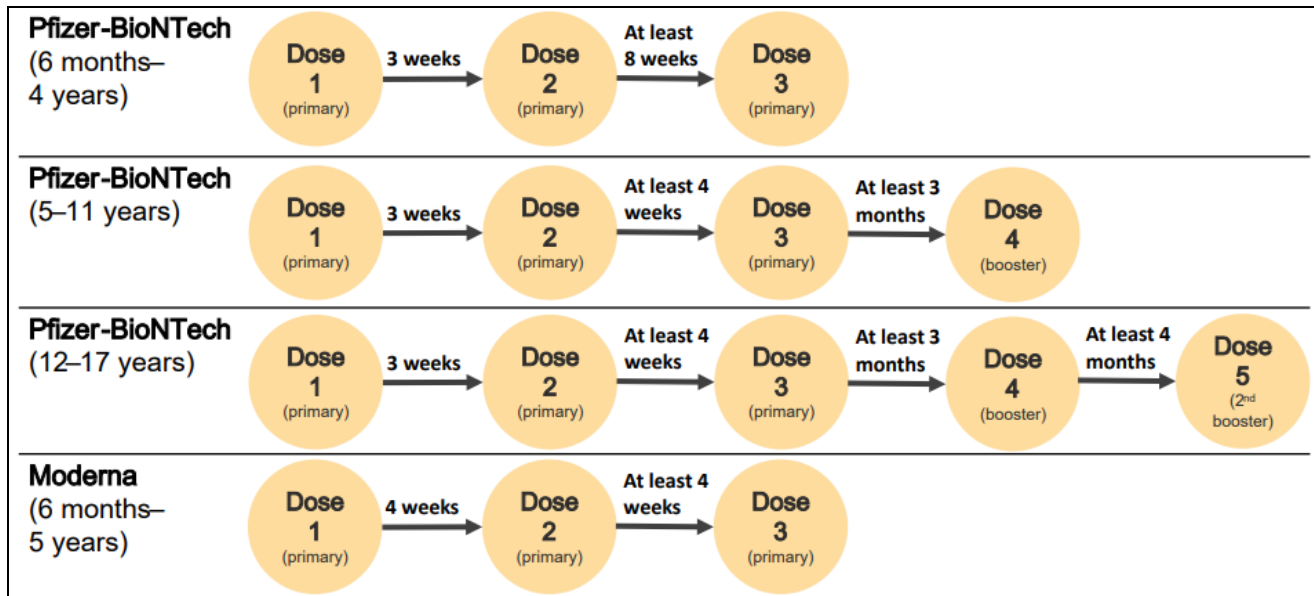 Pfizer-BioNTech
(6 months–
4 years)
Dose
1
(primary)
3 weeks
Dose
2
(primary)
At least
8 weeks
Dose
3
(primary)
Pfizer-BioNTech
(5–11 years)
Dose
1
(primary)
3 weeks
Dose
2
(primary)
At least 4
weeks
Dose
3
(primary)
At least 3
months
Dose
4
(booster)
Pfizer-BioNTech
(12–17 years)
Dose
1
(primary)
3 weeks
Dose
2
(primary)
At least 4
weeks
Dose
3
(primary)
At least 3
months
Dose
4
(booster)
At least 4
months
Dose
5
(2nd
booster)
Moderna
(6 months–
5 years)
Dose
1
(primary)
4 weeks
Dose
2
(primary)
At least 4
weeks
Dose
3
(primary)